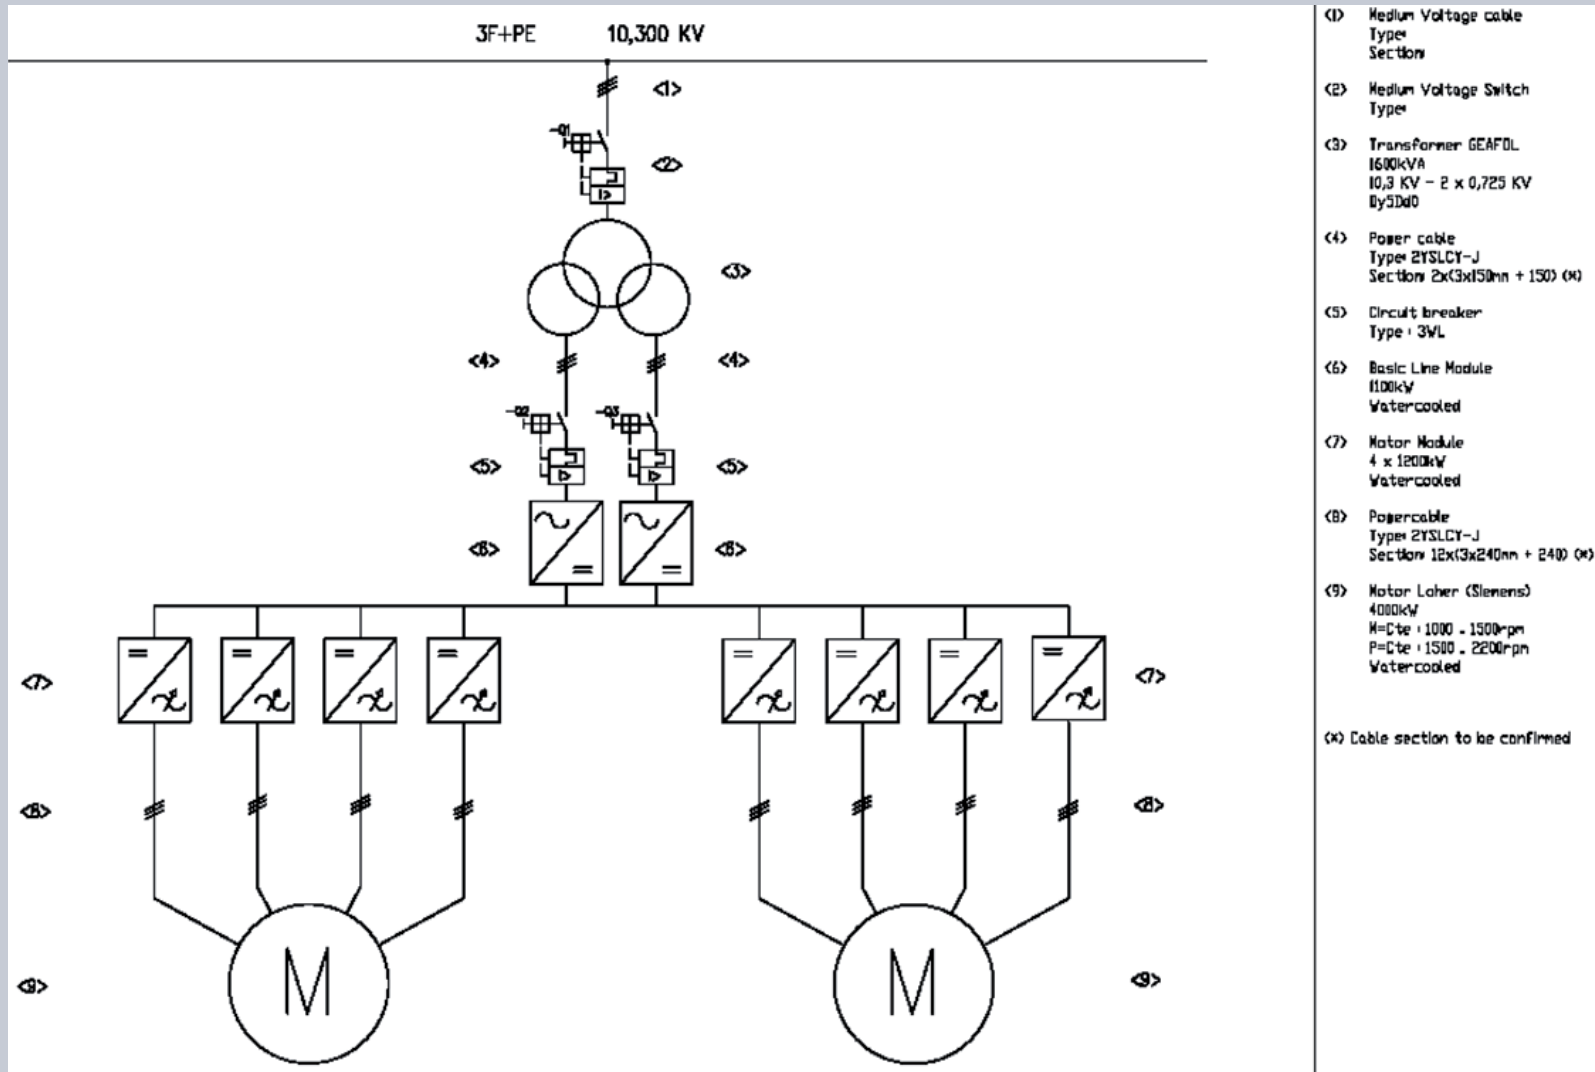 3F+PE 10,300 KV
<1>
-Q1
<2>
<3>
<4> <4>
-Q2 -Q3
<5> <5>
<6> <6>
<7> <7>
<8> <8>
M M
<9> <9>
<1> Medium Voltage cable
Type:
Section:
<2> Medium Voltage Switch
Type:
<3> Transformer GEAFOL
1600kVA
10,3 KV - 2 x 0,725 KV
Dy5Dd0
<4> Power cable
Type: 2YSLCY-J
Section: 2x(3x150mm + 150) (*)
<5> Circuit breaker
Type : 3WL
<6> Basic Line Module
1100kW
Watercooled
<7> Motor Module
4 x 1200kW
Watercooled
<8> Powercable
Type: 2YSLCY-J
Section: 12x(3x240mm + 240) (*)
<9> Motor Loher (Siemens)
4000kW
M=Cte : 1000 - 1500rpm
P=Cte : 1500 - 2200rpm
Watercooled
(*) Cable section to be confirmed